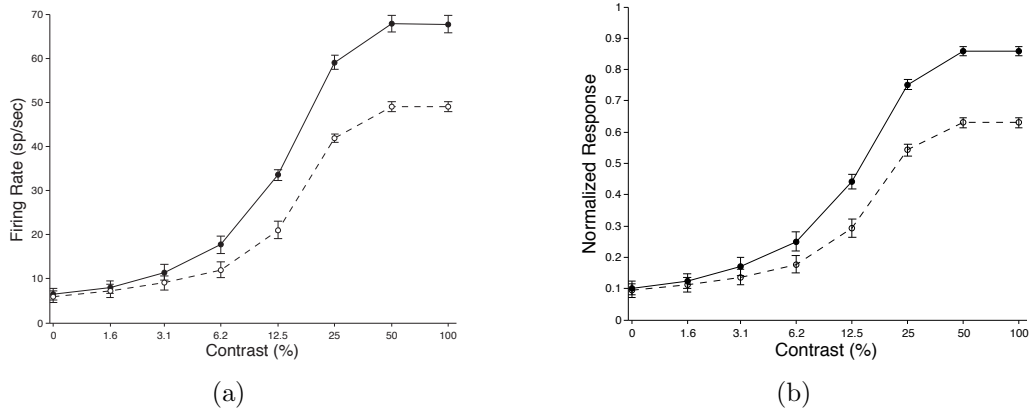 70
60
50
40
30
20
10
0
Firing Rate (sp/sec)
0 1.6 3.1 6.2 12.5 25 50 100
Contrast (%)
(a)
1
0.9
0.8
0.7
0.6
0.5
0.4
0.3
0.2
0.1
0
Normalized Response
0 1.6 3.1 6.2 12.5 25 50 100
Contrast (%)
(b)